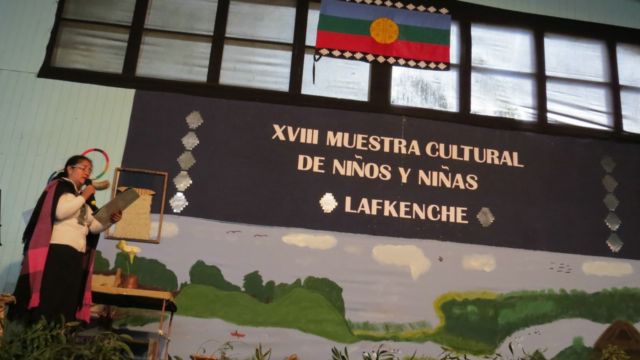 XVIII MUESTRA CULTURAL
DE NIÑOS Y NIÑAS
LAFKENCHE